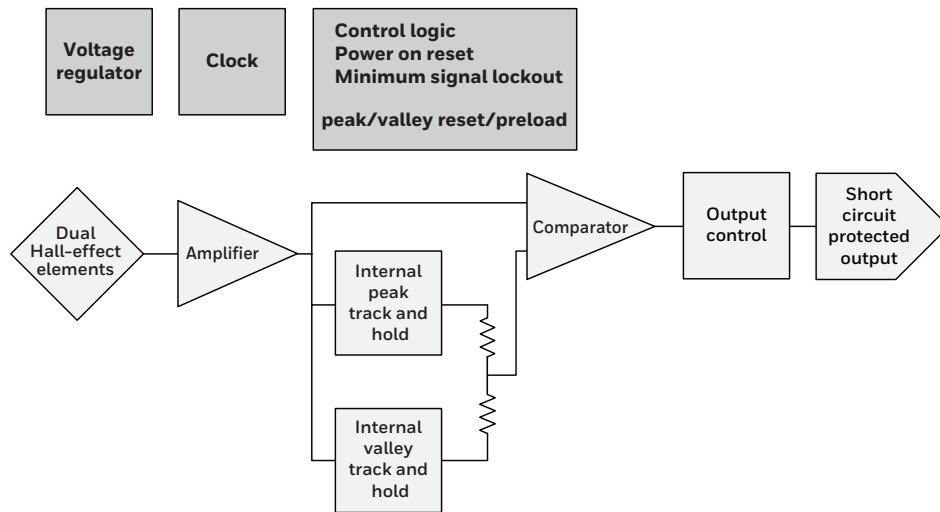 Voltage
regulator
Clock
Control logic
Power on reset
Minimum signal lockout
peak/valley reset/preload
Dual
Hall-effect
elements
Amplifier
Internal
peak
track and
hold
Internal
valley
track and
hold
Comparator
Output
control
Short
circuit
protected
output